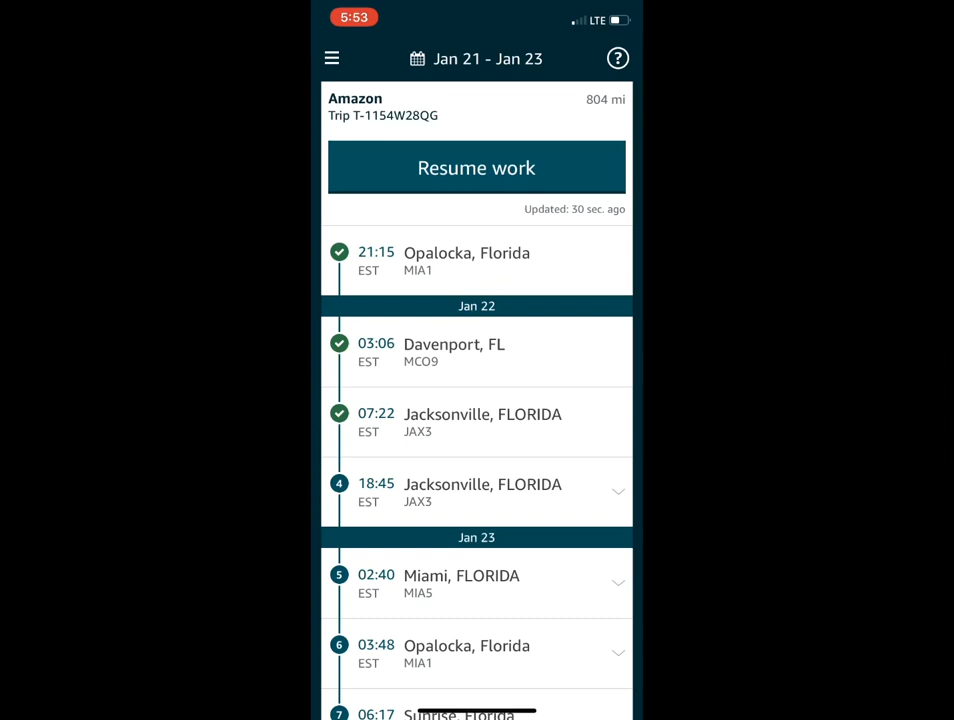 5:53 LTE
Jan 21 - Jan 23 ?
Amazon 804 mi
Trip T-1154W28QG
Resume work
Updated: 30 sec. ago
21:15 Opalocka, Florida
EST MIA1
Jan 22
03:06 Davenport, FL
EST MCO9
07:22 Jacksonville, FLORIDA
EST JAX3
4 18:45 Jacksonville, FLORIDA
EST JAX3
Jan 23
5 02:40 Miami, FLORIDA
EST MIA5
6 03:48 Opalocka, Florida
EST MIA1
7 06:17 Sunrise, Florida